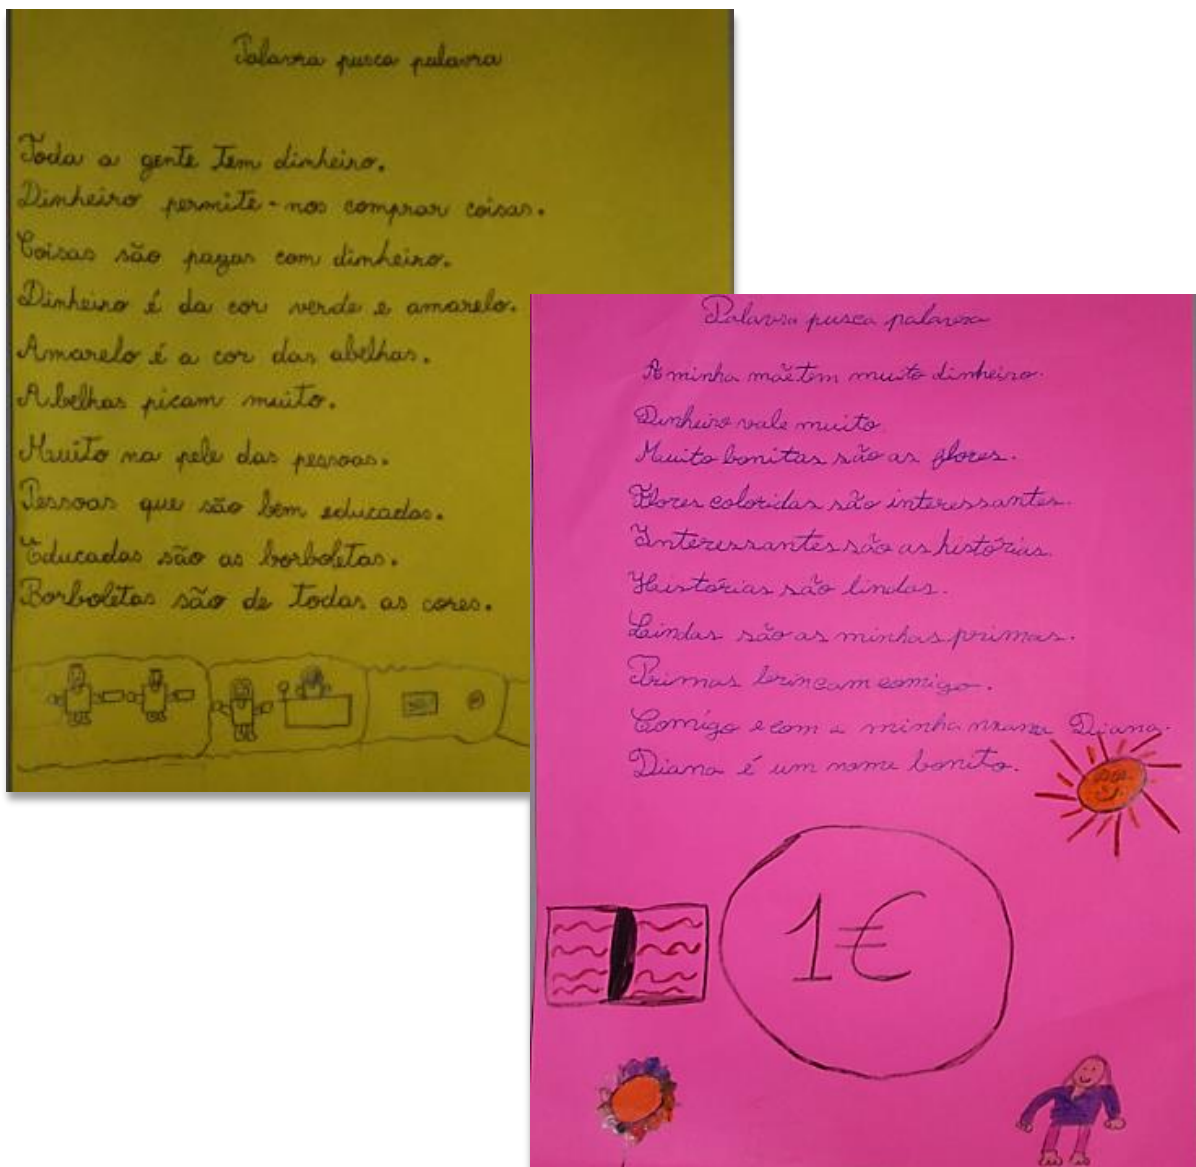 Palavra pusca palavra
Toda a gente tem dinheiro.
Dinheiro permite-nos comprar coisas.
Coisas são pagas com dinheiro.
Dinheiro é da cor verde e amarelo.
Amarelo é a cor das abelhas.
Abelhas picam muito.
Muito na pele das pessoas.
Pessoas que são bem educadas.
Educadas são as borboletas.
Borboletas são de todas as cores.
Palavra pusca palavra
A minha mãe tem muito dinheiro.
Dinheiro vale muito.
Muito bonitas são as flores.
Flores coloridas são interessantes.
Interessantes são as histórias.
Histórias são lindas.
Lindas são as minhas primas.
Primas brincam comigo.
Comigo e com a minha Diana.
Diana é um nome bonito.
1€